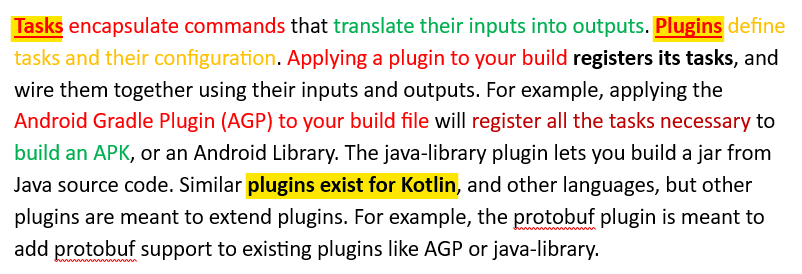 Tasks encapsulate commands that translate their inputs into outputs. Plugins define
tasks and their configuration. Applying a plugin to your build registers its tasks, and
wire them together using their inputs and outputs. For example, applying the
Android Gradle Plugin (AGP) to your build file will register all the tasks necessary to
build an APK, or an Android Library. The java-library plugin lets you build a jar from
Java source code. Similar plugins exist for Kotlin, and other languages, but other
plugins are meant to extend plugins. For example, the protobuf plugin is meant to
add protobuf support to existing plugins like AGP or java-library.